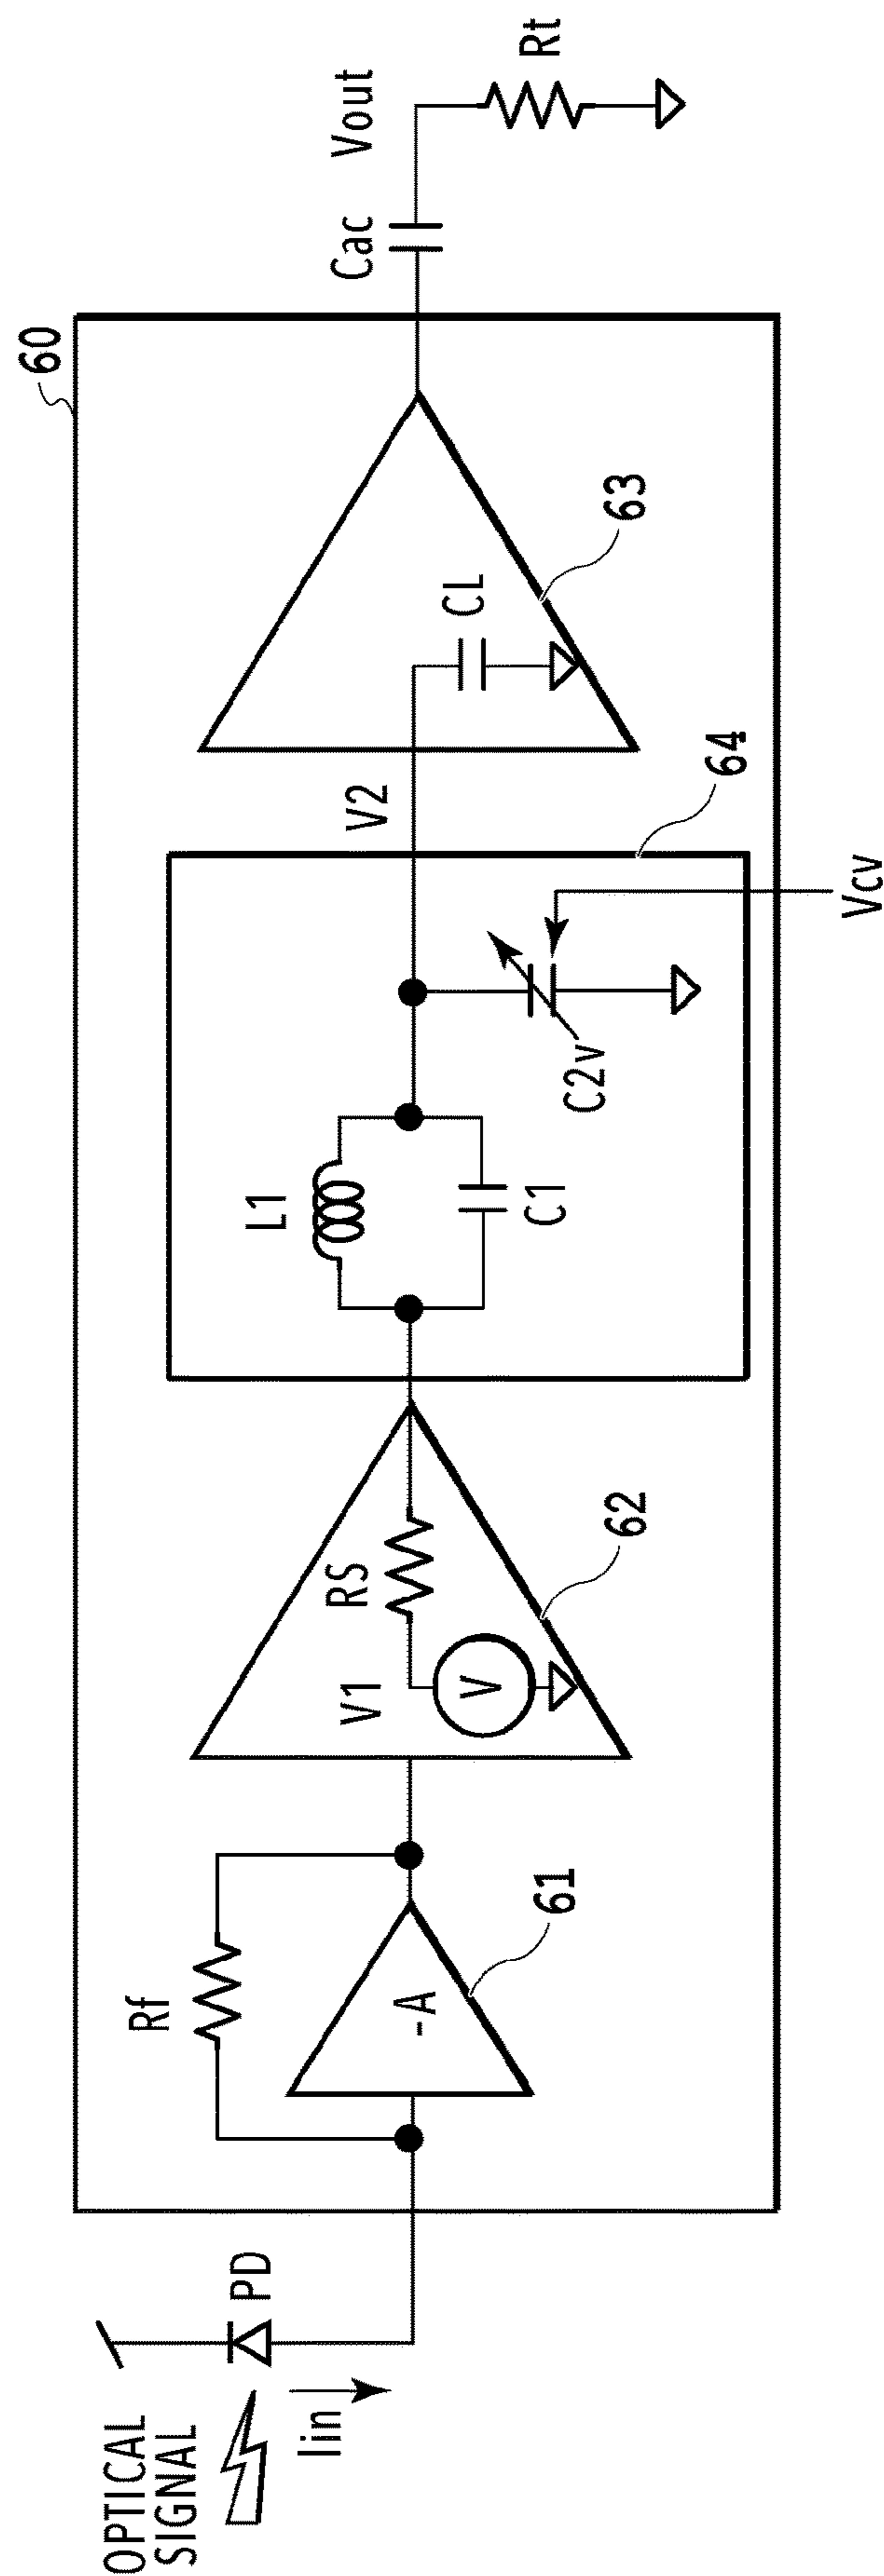 OPTICAL
SIGNAL
Iin
PD
Rf
-A
61
V1
V
RS
62
L1
C1
C2v
Vcv
64
V2
CL
63
60
Cac
Vout
Rt